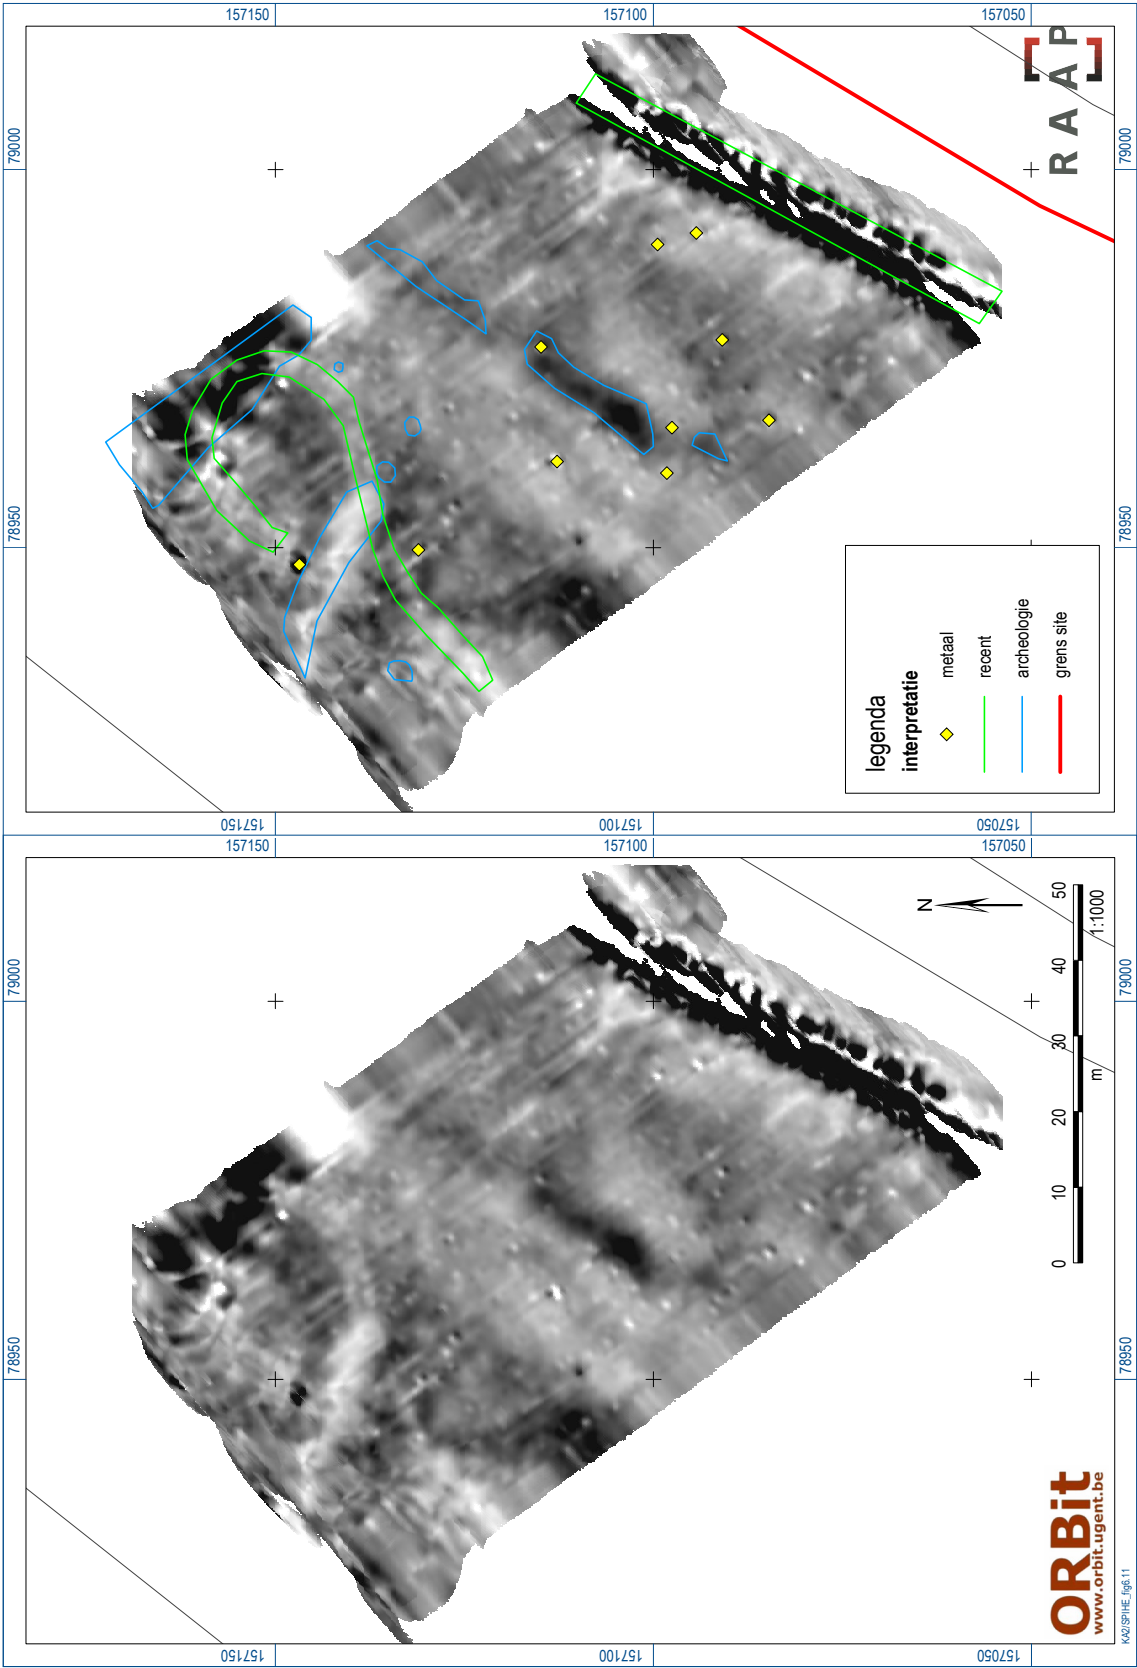 157150
157100
157050
79000
79000
78950
78950
R A A P
legenda
interpretatie
metaal
recent
archeologie
grens site
157150
157100
157050
157150
157100
157050
79000
79000
78950
78950
N
0 10 20 30 40 50
m
1:1000
ORBit
www.orbit.ugent.be
KA2/SPIHE_fig6.11
157150
157100
157050